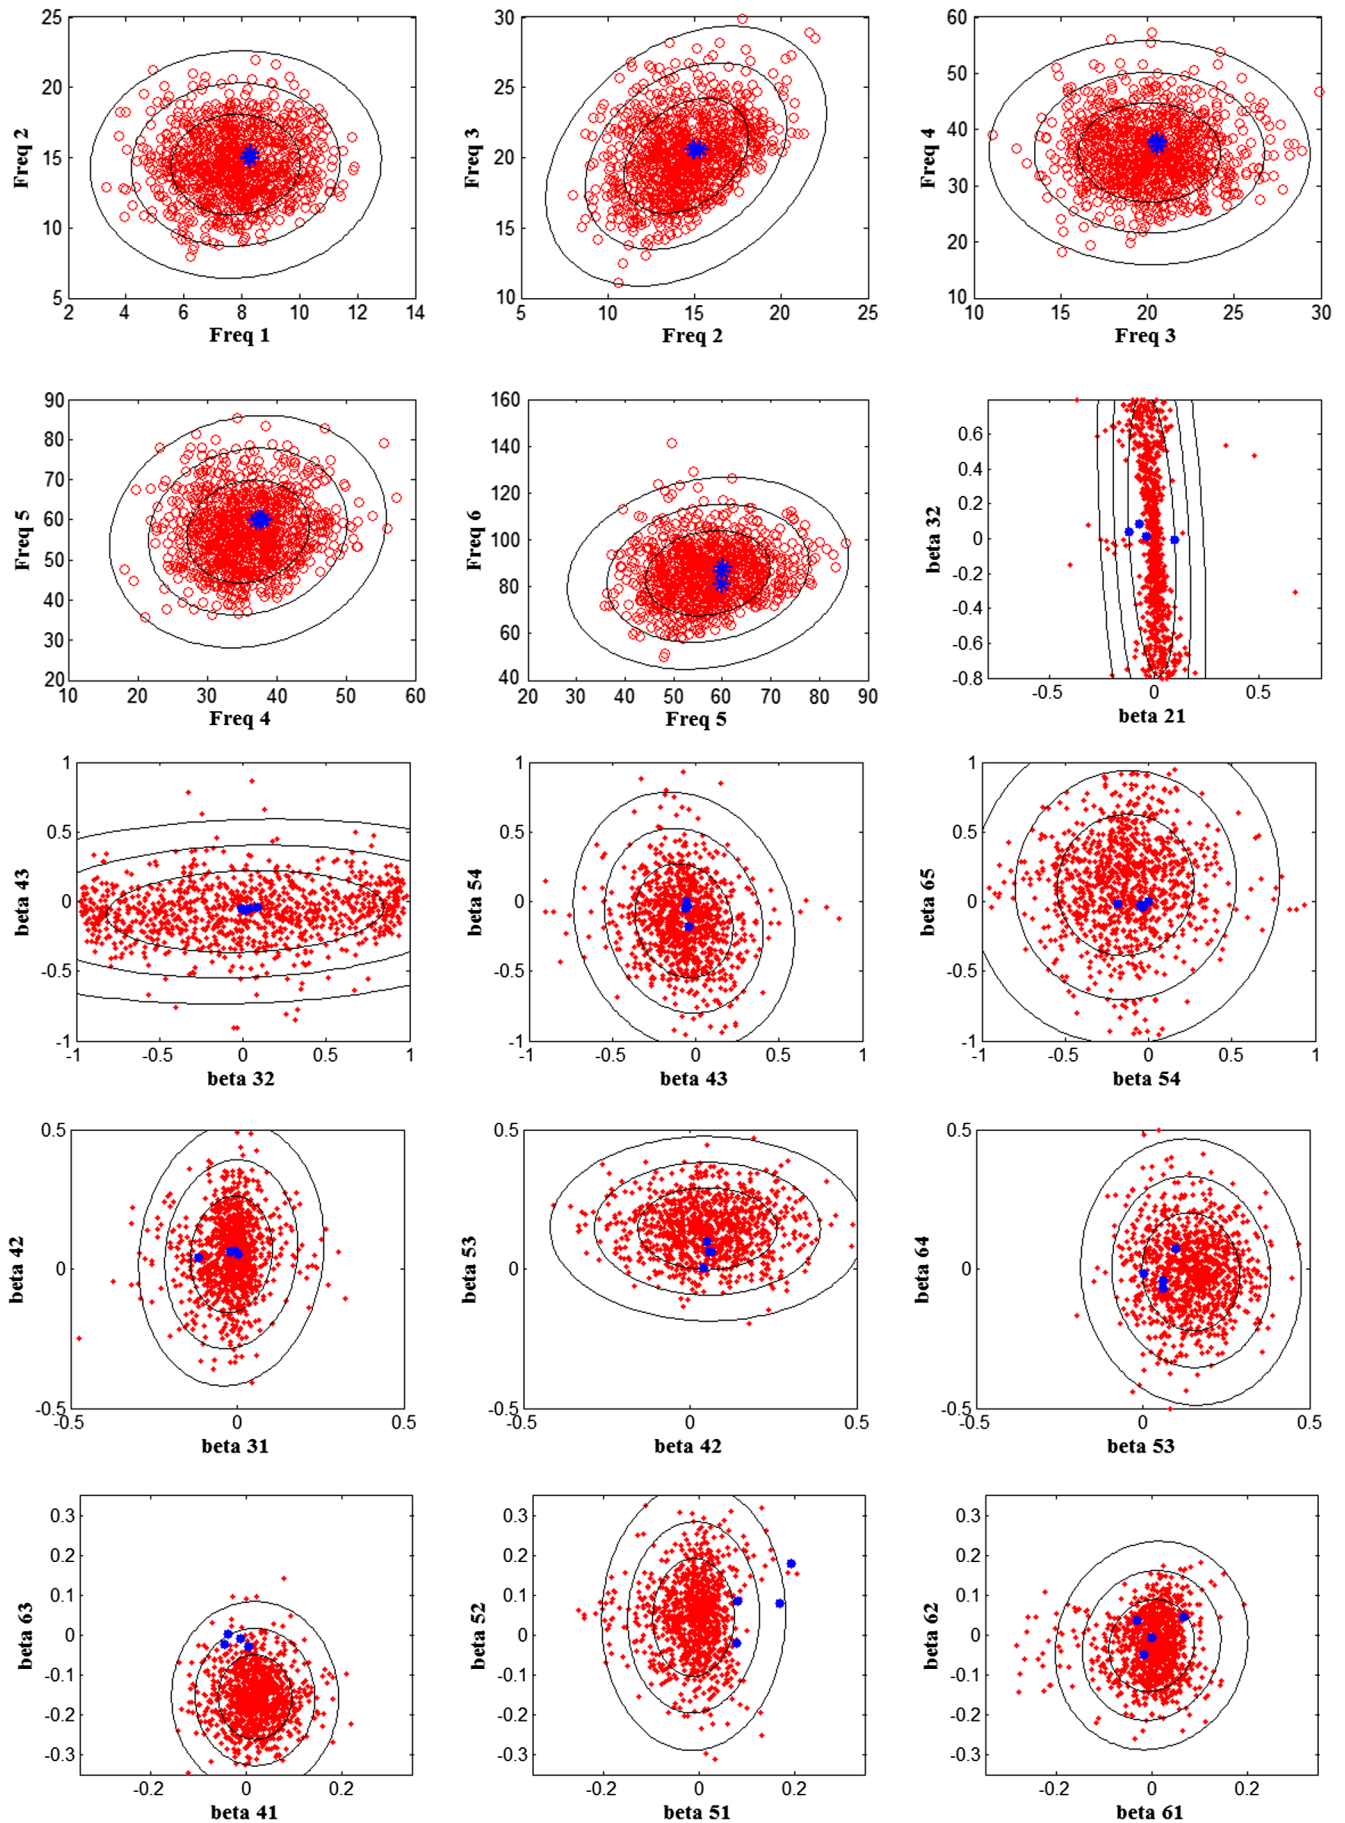 25 20 15 10 5
Freq 2
2 4 6 8 10 12 14
Freq 1
30 25 20 15 10
Freq 3
5 10 15 20 25
Freq 2
60 50 40 30 20 10
Freq 4
10 15 20 25 30
Freq 3
90 80 70 60 50 40 30 20
Freq 5
10 20 30 40 50 60
Freq 4
160 140 120 100 80 60 40
Freq 6
20 30 40 50 60 70 80 90
Freq 5
0.6 0.4 0.2 0 -0.2 -0.4 -0.6 -0.8
beta 32
-0.5 0 0.5
beta 21
1 0.5 0 -0.5 -1
beta 43
-1 -0.5 0 0.5 1
beta 32
1 0.5 0 -0.5 -1
beta 54
-1 -0.5 0 0.5 1
beta 43
1 0.5 0 -0.5 -1
beta 65
-1 -0.5 0 0.5 1
beta 54
0.5 0 -0.5
beta 42
-0.5 0 0.5
beta 31
0.5 0 -0.5
beta 53
-0.5 0 0.5
beta 42
0.5 0 -0.5
beta 64
-0.5 0 0.5
beta 53
0.3 0.2 0.1 0 -0.1 -0.2 -0.3
beta 63
-0.2 0 0.2
beta 41
0.3 0.2 0.1 0 -0.1 -0.2 -0.3
beta 52
-0.2 0 0.2
beta 51
0.3 0.2 0.1 0 -0.1 -0.2 -0.3
beta 62
-0.2 0 0.2
beta 61